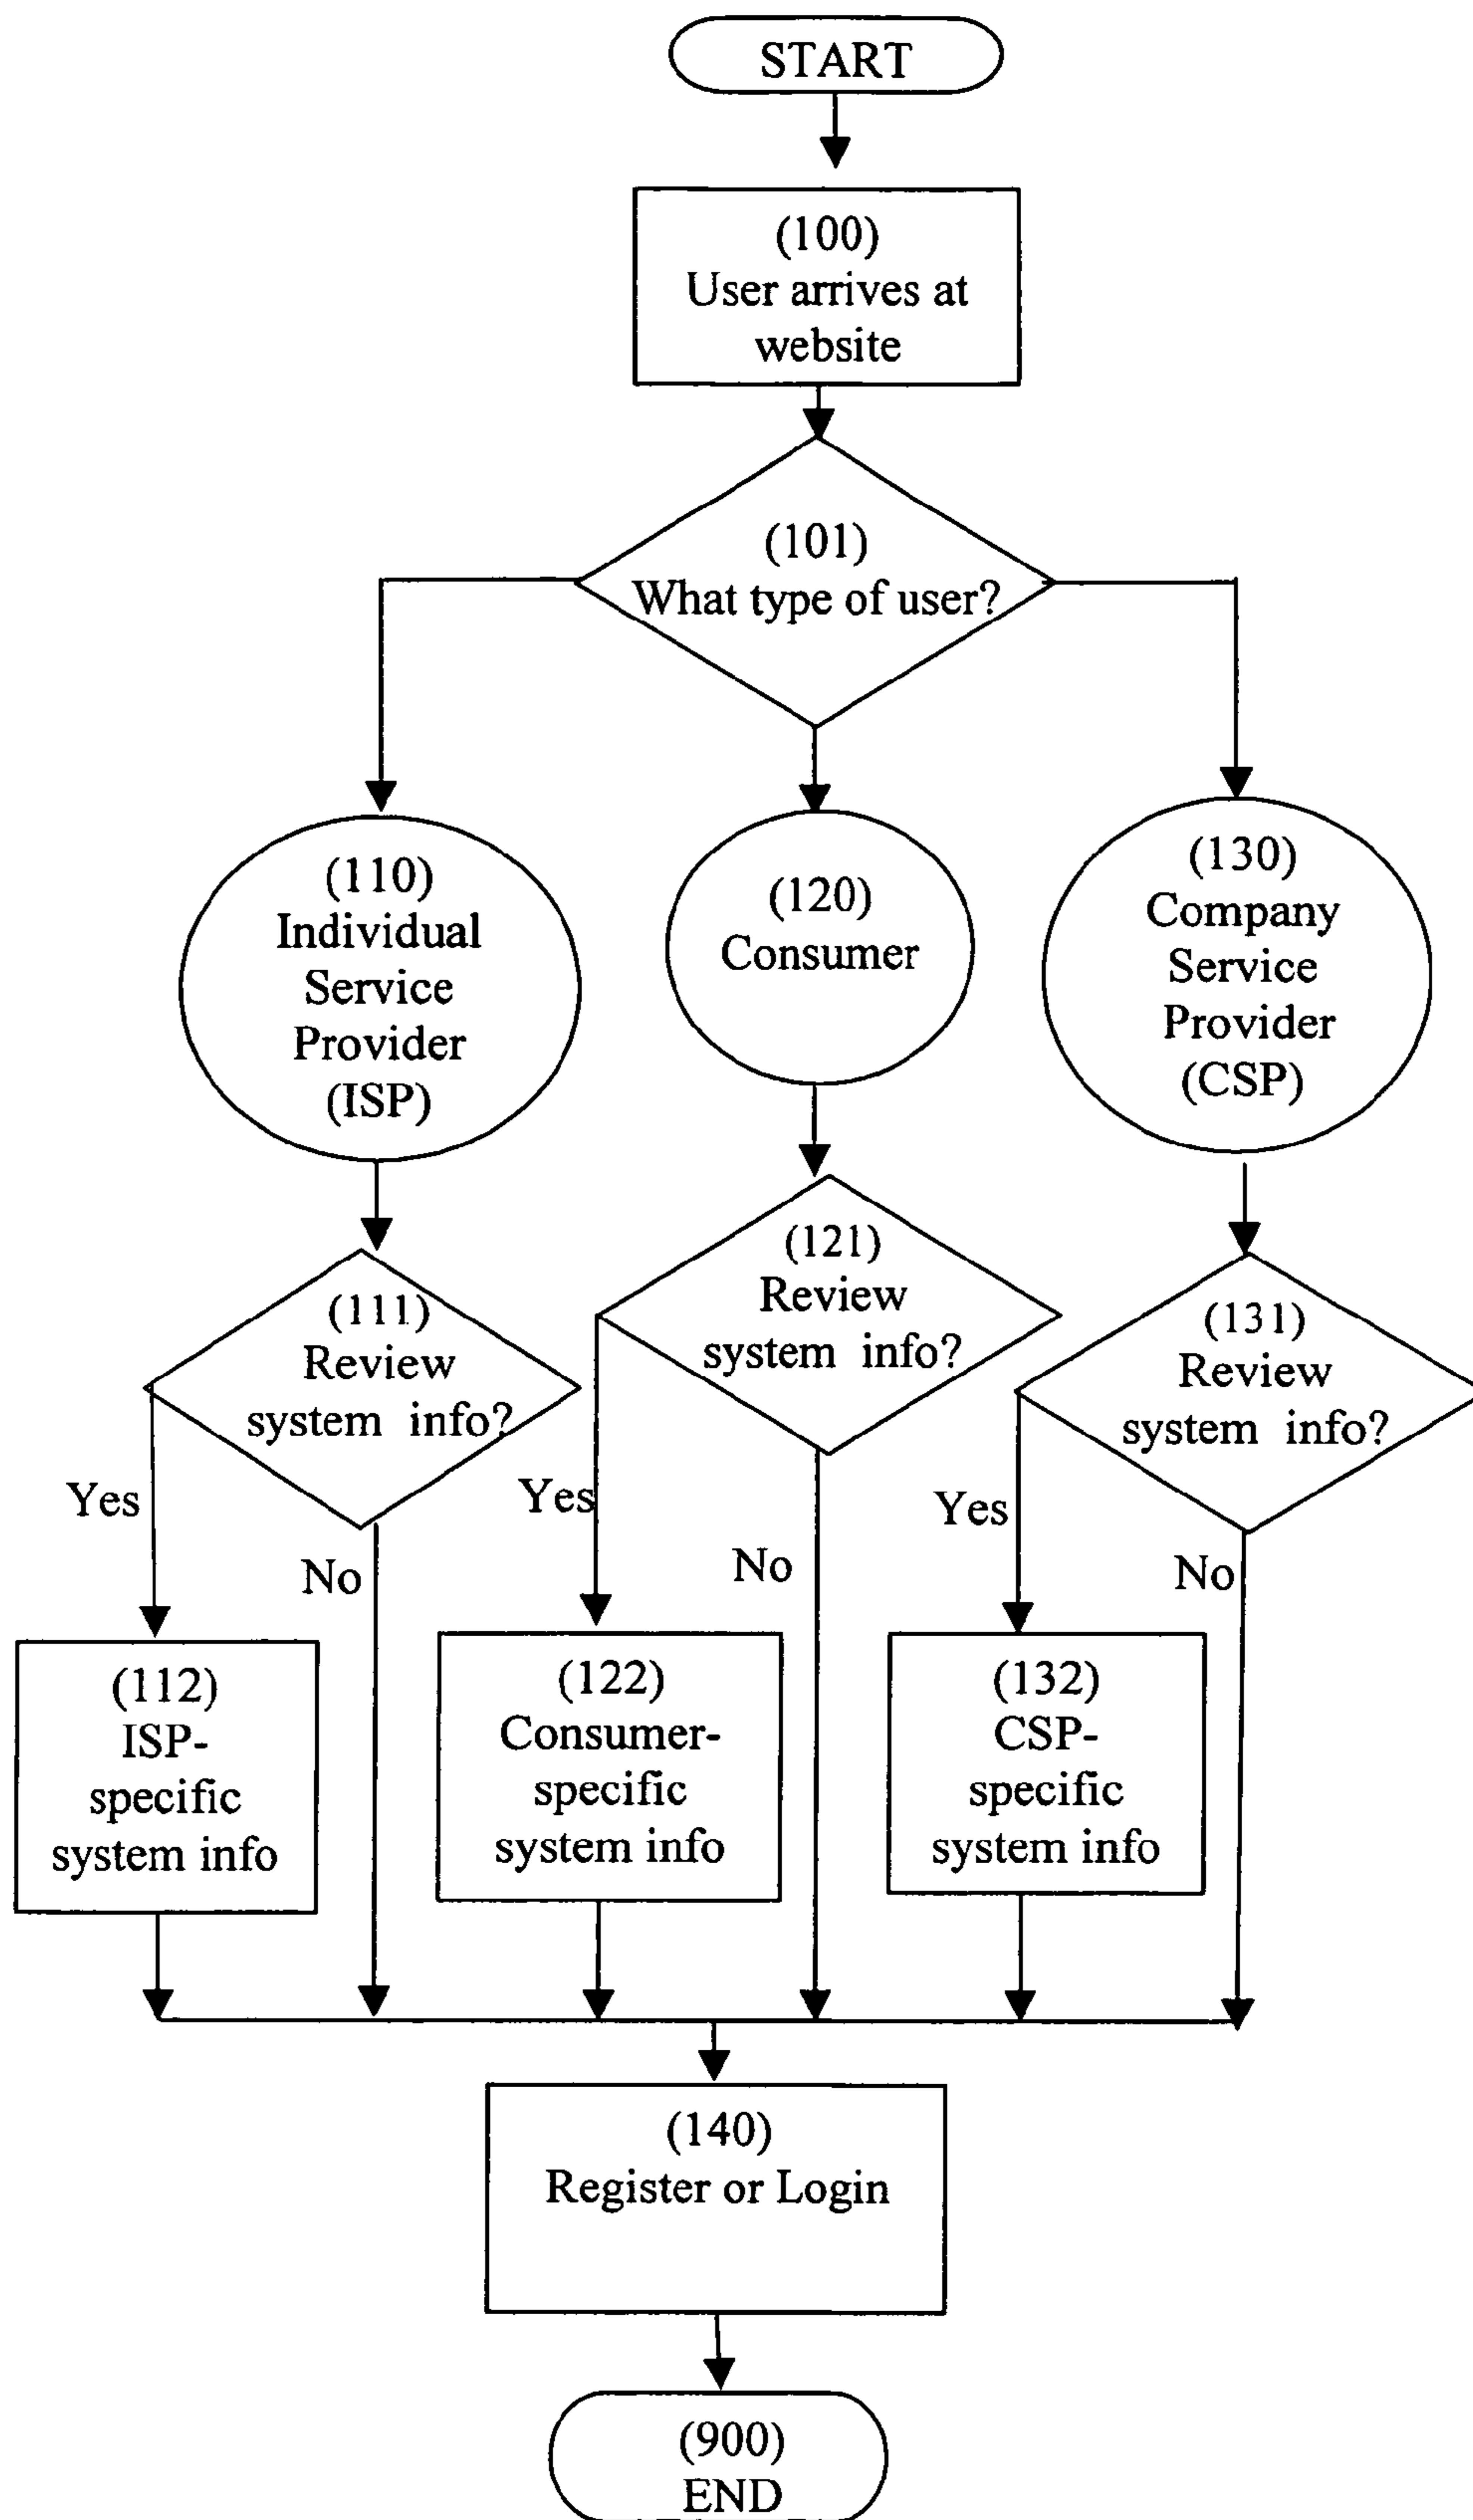 START
(100)
User arrives at
website
(101)
What type of user?
(110)
Individual
Service
Provider
(ISP)
(120)
Consumer
(130)
Company
Service
Provider
(CSP)
(111)
Review
system info?
(121)
Review
system info?
(131)
Review
system info?
Yes
No
Yes
No
Yes
No
(112)
ISP-
specific
system info
(122)
Consumer-
specific
system info
(132)
CSP-
specific
system info
(140)
Register or Login
(900)
END